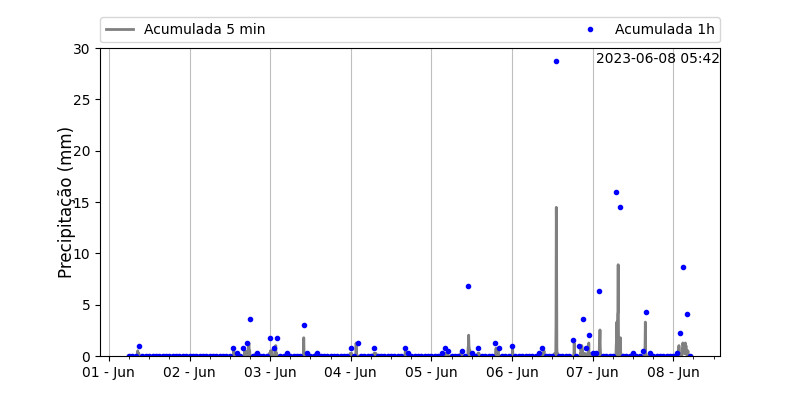 Acumulada 5 min
Acumulada 1h
2023-06-08 05:42
Precipitação (mm)
30
25
20
15
10
5
0
01 - Jun
02 - Jun
03 - Jun
04 - Jun
05 - Jun
06 - Jun
07 - Jun
08 - Jun